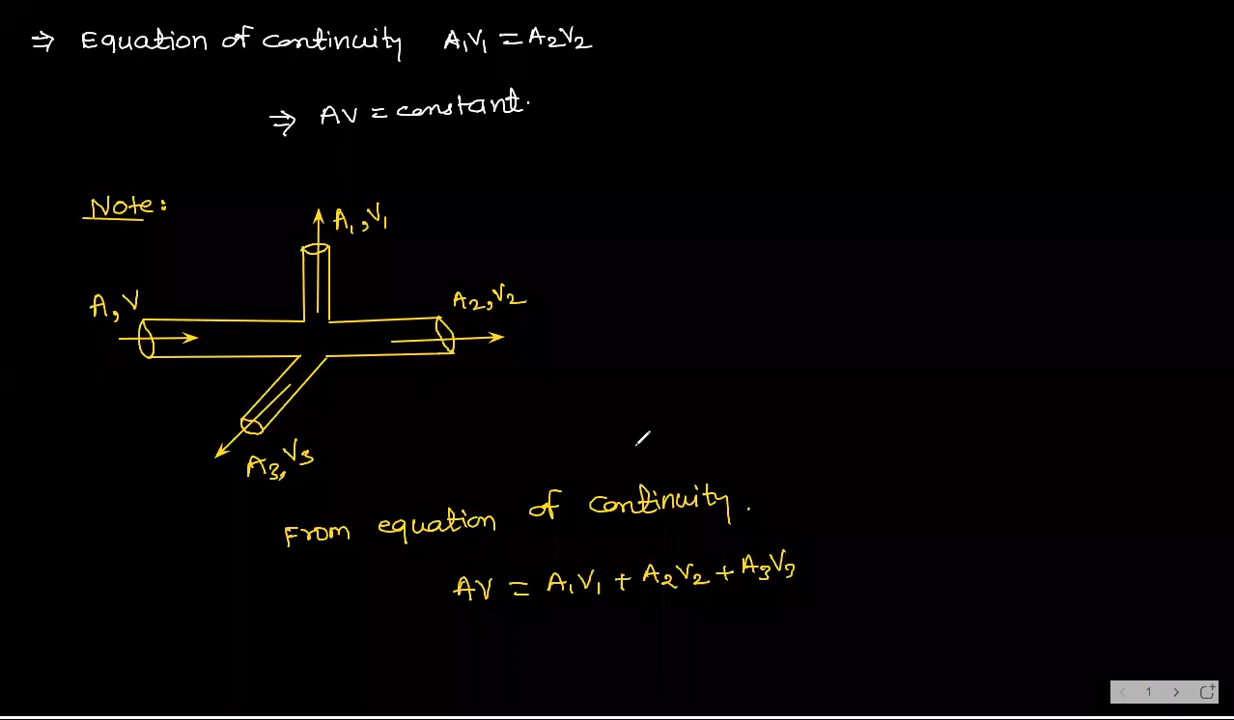 ⇒ Equation of continuity A₁V₁ = A₂V₂
⇒ AV = constant.
Note:
A₁,V₁
A,V
A₂,V₂
A₃,V₃
From equation of continuity.
AV = A₁V₁ + A₂V₂ + A₃V₃
1